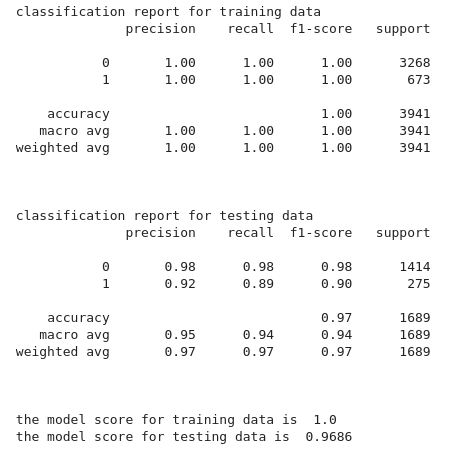 classification report for training data
precision recall f1-score support
0 1.00 1.00 1.00 3268
1 1.00 1.00 1.00 673
accuracy 1.00 3941
macro avg 1.00 1.00 1.00 3941
weighted avg 1.00 1.00 1.00 3941
classification report for testing data
precision recall f1-score support
0 0.98 0.98 0.98 1414
1 0.92 0.89 0.90 275
accuracy 0.97 1689
macro avg 0.95 0.94 0.94 1689
weighted avg 0.97 0.97 0.97 1689
the model score for training data is 1.0
the model score for testing data is 0.9686